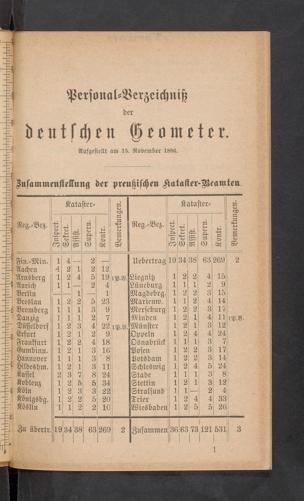 Personal-Verzeichniß
der
deutschen Geometer.
Aufgestellt am 15. November 1886.
Zusammenstellung der preußischen Kataster-Beamten
Reg.-Bez. Kataster- Inspect. Sekret. Assist. Supern. Kontr. Bemerkungen. Reg.-Bez. Kataster- Inspect. Sekret. Assist. Supern. Kontr. Bemerkungen.
Fin.-Min. 1 4 — 2 — Uebertrag 19 34 38 63 269 2
Aachen 4 2 1 2 12 Liegnitz 1 2 2 4 15
Arnsberg 1 2 4 5 19 Lüneburg 1 1 1 2 9
Aurich 1 1 — 2 4 Magdebrg. 1 2 2 3 15
Berlin — 1 Marienw. 1 1 2 4 14
Breslau 1 2 2 5 23 Merseburg 1 2 2 3 17
Bromberg 1 1 1 3 9 Minden 1 2 1 4 11
Danzig 1 1 1 2 7 Münster 1 2 1 3 12
Düsseldorf 1 2 3 4 22 Oppeln 1 2 4 4 24
Erfurt 1 2 1 2 9 Osnabrück 1 1 1 3 7
Frankfurt 1 2 2 4 18 Posen 1 2 2 3 17
Gumbinn. 1 2 1 3 16 Potsdam 1 2 2 3 14
Hannover 1 1 1 3 8 Schleswig 1 2 4 5 24
Hildeshm. 1 2 1 3 11 Stade 1 1 1 3 8
Kassel 2 3 7 8 24 Stettin 1 2 1 3 12
Koblenz 1 2 5 5 34 Stralsund 1 1 — 2 4
Köln 1 2 3 3 22 Trier 1 2 4 4 33
Königsbg. 1 2 2 5 20 Wiesbaden 1 2 5 5 26
Köslin 1 1 2 2 10
Zu übertr. 19 34 38 63 269 2 Zusammen 36 63 73 121 531 3
1